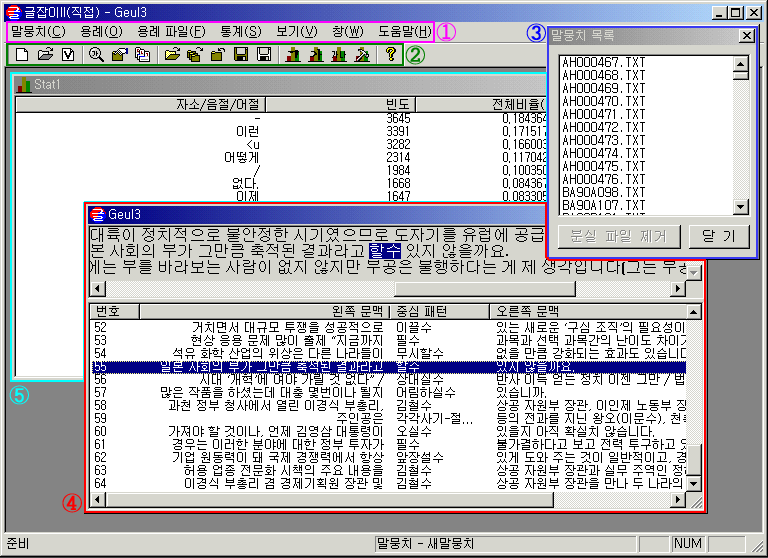 글잡이II(직접) - Geul3
말뭉치(C) 용례(O) 용례 파일(F) 통계(S) 보기(V) 창(W) 도움말(H) ①
②
③
말뭉치 목록
AH000467.TXT
AH000468.TXT
AH000469.TXT
AH000470.TXT
AH000471.TXT
AH000472.TXT
AH000473.TXT
AH000474.TXT
AH000475.TXT
AH000476.TXT
BA90A098.TXT
BA90A107.TXT
분실 파일 제거 닫 기
Stat1
자소/음절/어절 빈도 전체비율(
- 3645 0,184364
이런 3391 0,171517
<u 3282 0,166003
어떻게 2314 0,117042
/ 1984 0,100350
없다. 1668 0,084367
이제 1647 0,083305
⑤
Geul3
대륙이 정치적으로 불안정한 시기였으므로 도자기를 유럽에 공급
본 사회의 부가 그만큼 축적된 결과라고 할수 있지 않을까요.
에는 부를 바라보는 사람이 없지 않지만 무공은 불행하다는 게 제 생각입니다(그는 무공
번호 왼쪽 문맥 중심 패턴 오른쪽 문맥
52 거치면서 대규모 투쟁을 성공적으로 이끌수 있는 새로운 '구심 조직'의 필요성이
53 현상 응용 문제 많이 출제 "지금까지 필수 과목과 선택 과목간의 난이도 차이가
54 석유 화학 산업의 위상은 다른 나라들이 무시할수 없을 만큼 강화되는 효과도 있습니다
55 일본 사회의 부가 그만큼 축적된 결과라고 할수 있지 않을까요.
56 시대 "개혁"에 여야 가릴 것 없다" / 상대실수 반사 이득 얻는 정치 이젠 그만 / 법
57 많은 작품을 하셨는데 대충 몇번이나 될지 어림하실수 있습니까.
58 과천 정부 청사에서 열린 이경식 부총리, 김철수 상공 자원부 장관, 이인제 노동부 장
59 주인공은 각각사기-절... 등의 전과를 지닌 왕오(이문수), 천혁
60 가져야 할 것이나, 언제 김영삼 대통령이 오실수 있을지 아직 확실치 않습니다.
61 경우는 이러한 분야에 대한 정부 투자가 필수 불가결하다고 보고 전력 투구하고 있
62 기업 원동력이 돼 국제 경쟁력에서 항상 앞장설수 있게 도와 주는 것이 일반적이고, 경
63 허용 업종 전문화 시책의 주요 내용을 김철수 상공 자원부 장관과 실무 주역인 정해
64 이경식 부총리 겸 경제기획원 장관 및 김철수 상공 자원부 장관을 만나 두 나라의
④
준비 말뭉치 - 새말뭉치 NUM